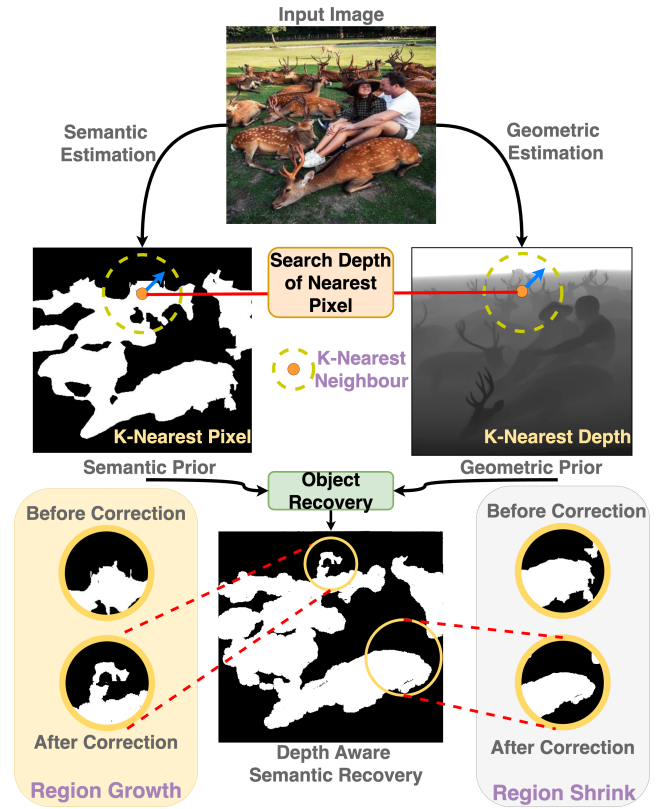 Input Image
Semantic
Estimation
Geometric
Estimation
Search Depth
of Nearest
Pixel
K-Nearest
Neighbour
K-Nearest Pixel
K-Nearest Depth
Semantic Prior
Object
Recovery
Geometric Prior
Before Correction
Before Correction
After Correction
After Correction
Depth Aware
Semantic Recovery
Region Growth
Region Shrink